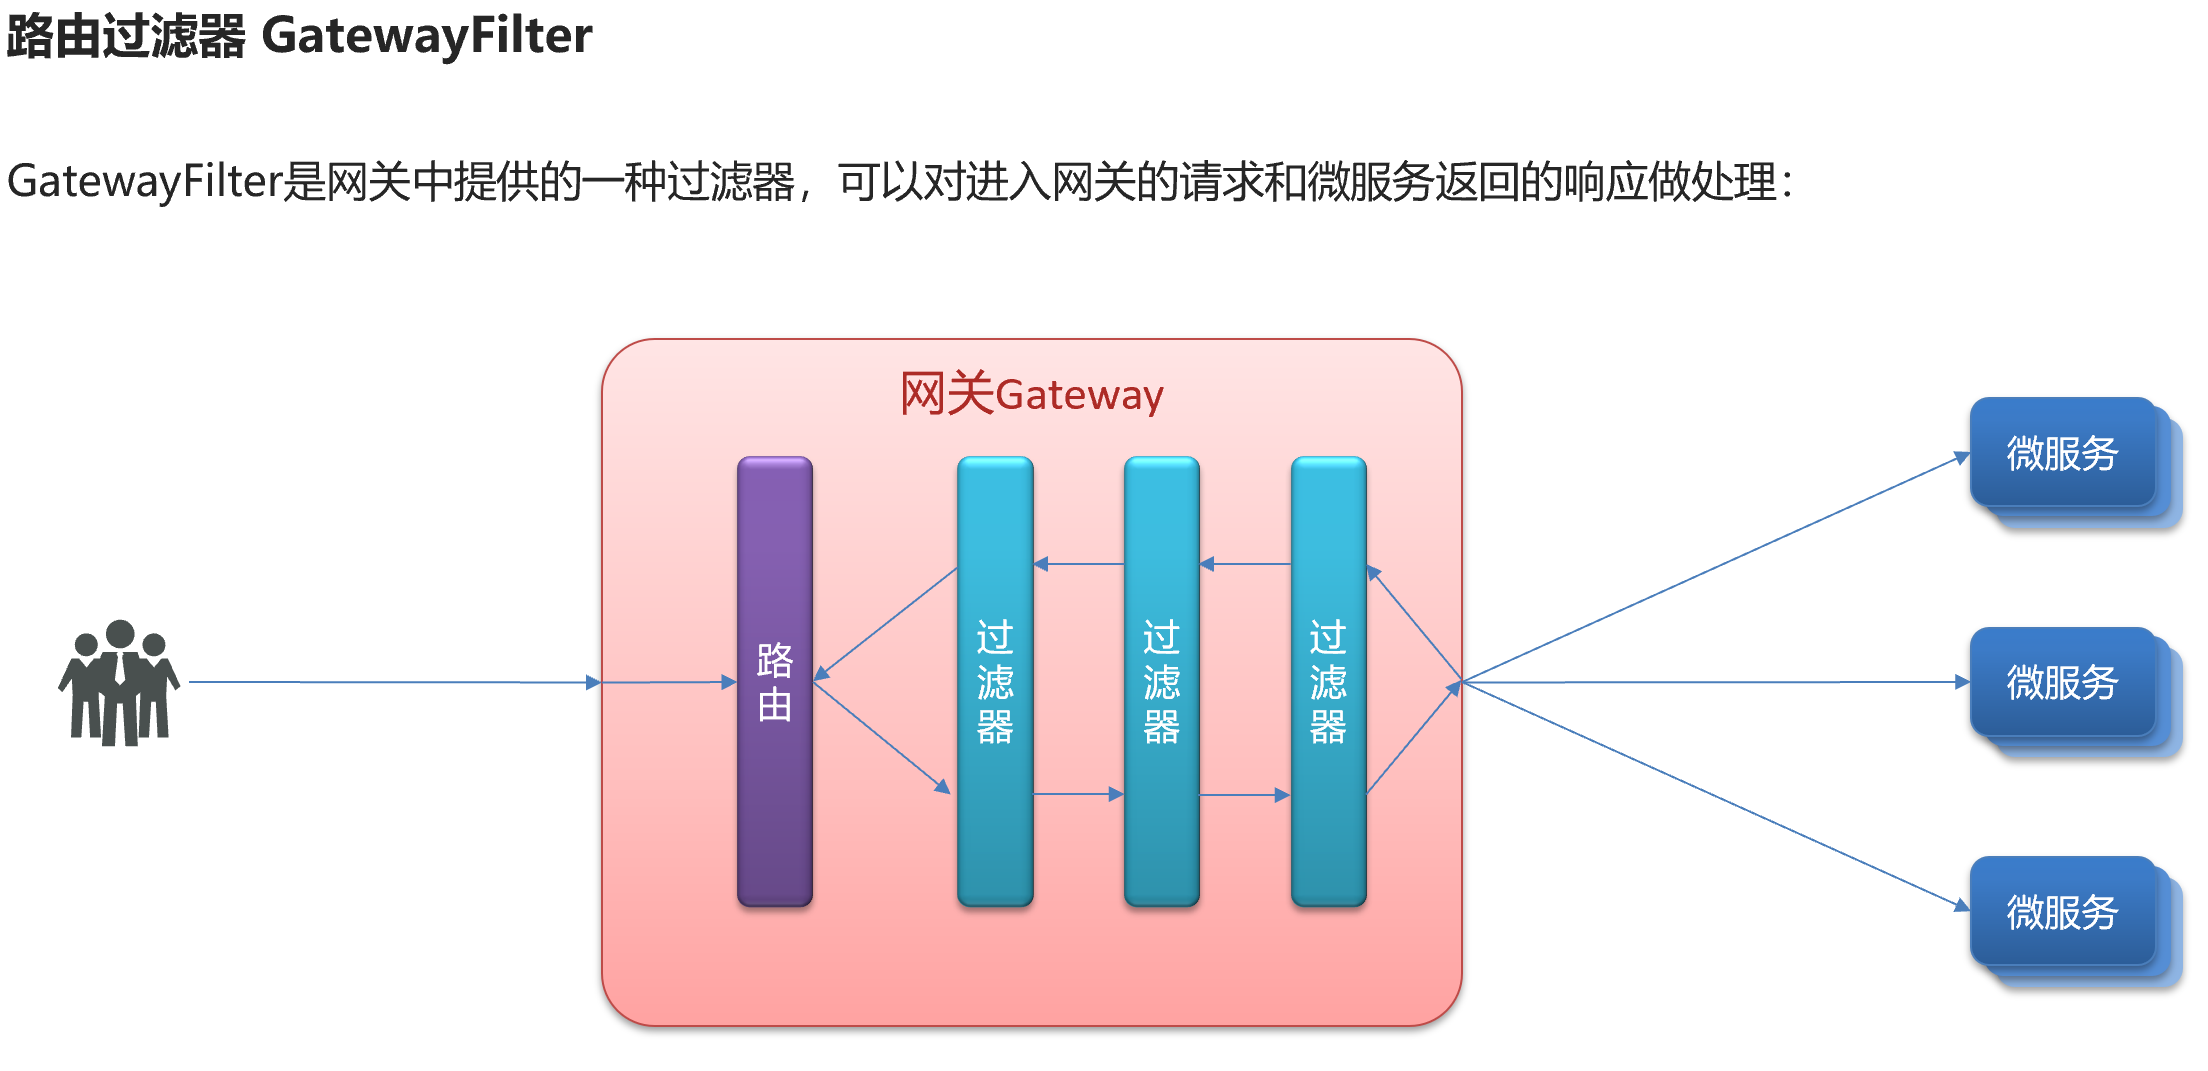 路由过滤器 GatewayFilter
GatewayFilter是网关中提供的一种过滤器，可以对进入网关的请求和微服务返回的响应做处理：
网关Gateway
路由
过滤器
过滤器
过滤器
微服务
微服务
微服务